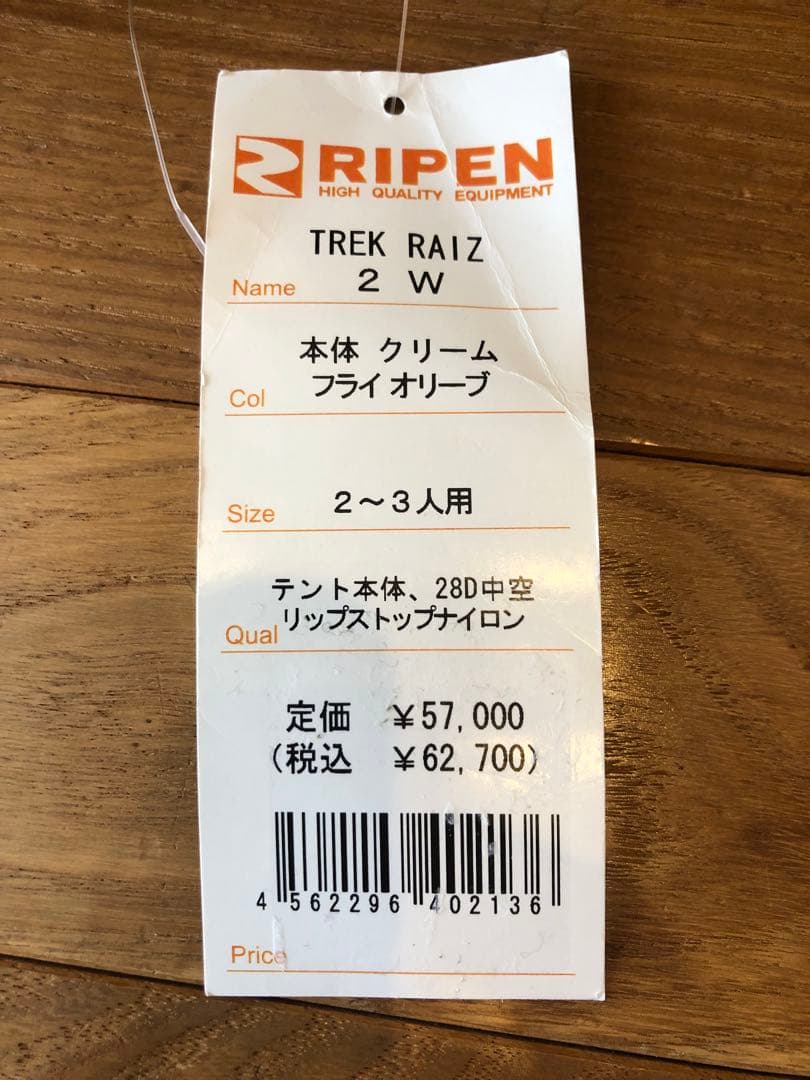 RIPEN
HIGH QUALITY EQUIPMENT
TREK RAIZ
Name 2 W
本体 クリーム
Col フライ オリーブ
Size 2～3人用
テント本体、28D中空
Qual リップストップナイロン
定価 ￥57,000
(税込 ￥62,700)
4 562296 402136
Price